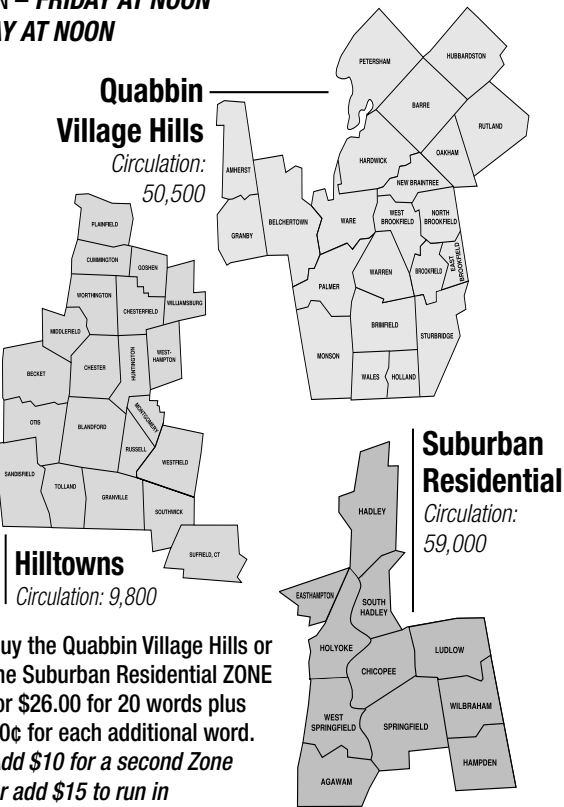 N – FRIDAY AT NOON
AY AT NOON
Quabbin
Village Hills
Circulation:
50,500
PETERSHAM
HUBBARDSTON
BARRE
RUTLAND
HARDWICK
OAKHAM
NEW BRAINTREE
AMHERST
BELCHERTOWN
GRANBY
WARE
WEST
BROOKFIELD
NORTH
BROOKFIELD
EAST
BROOKFIELD
BROOKFIELD
WARREN
PALMER
BRIMFIELD
STURBRIDGE
MONSON
WALES
HOLLAND
PLAINFIELD
CUMMINGTON
GOSHEN
WORTHINGTON
CHESTERFIELD
WILLIAMSBURG
MIDDLEFIELD
CHESTER
HUNTINGTON
WEST-
HAMPTON
BECKET
OTIS
BLANDFORD
MONTGOMERY
RUSSELL
WESTFIELD
SANDISFIELD
TOLLAND
GRANVILLE
SOUTHWICK
SUFFIELD, CT
Hilltowns
Circulation: 9,800
Suburban
Residential
Circulation:
59,000
HADLEY
EASTHAMPTON
SOUTH
HADLEY
HOLYOKE
CHICOPEE
LUDLOW
WEST
SPRINGFIELD
SPRINGFIELD
WILBRAHAM
HAMPDEN
AGAWAM
uy the Quabbin Village Hills or
he Suburban Residential ZONE
or $26.00 for 20 words plus
0¢ for each additional word.
dd $10 for a second Zone
r add $15 to run in